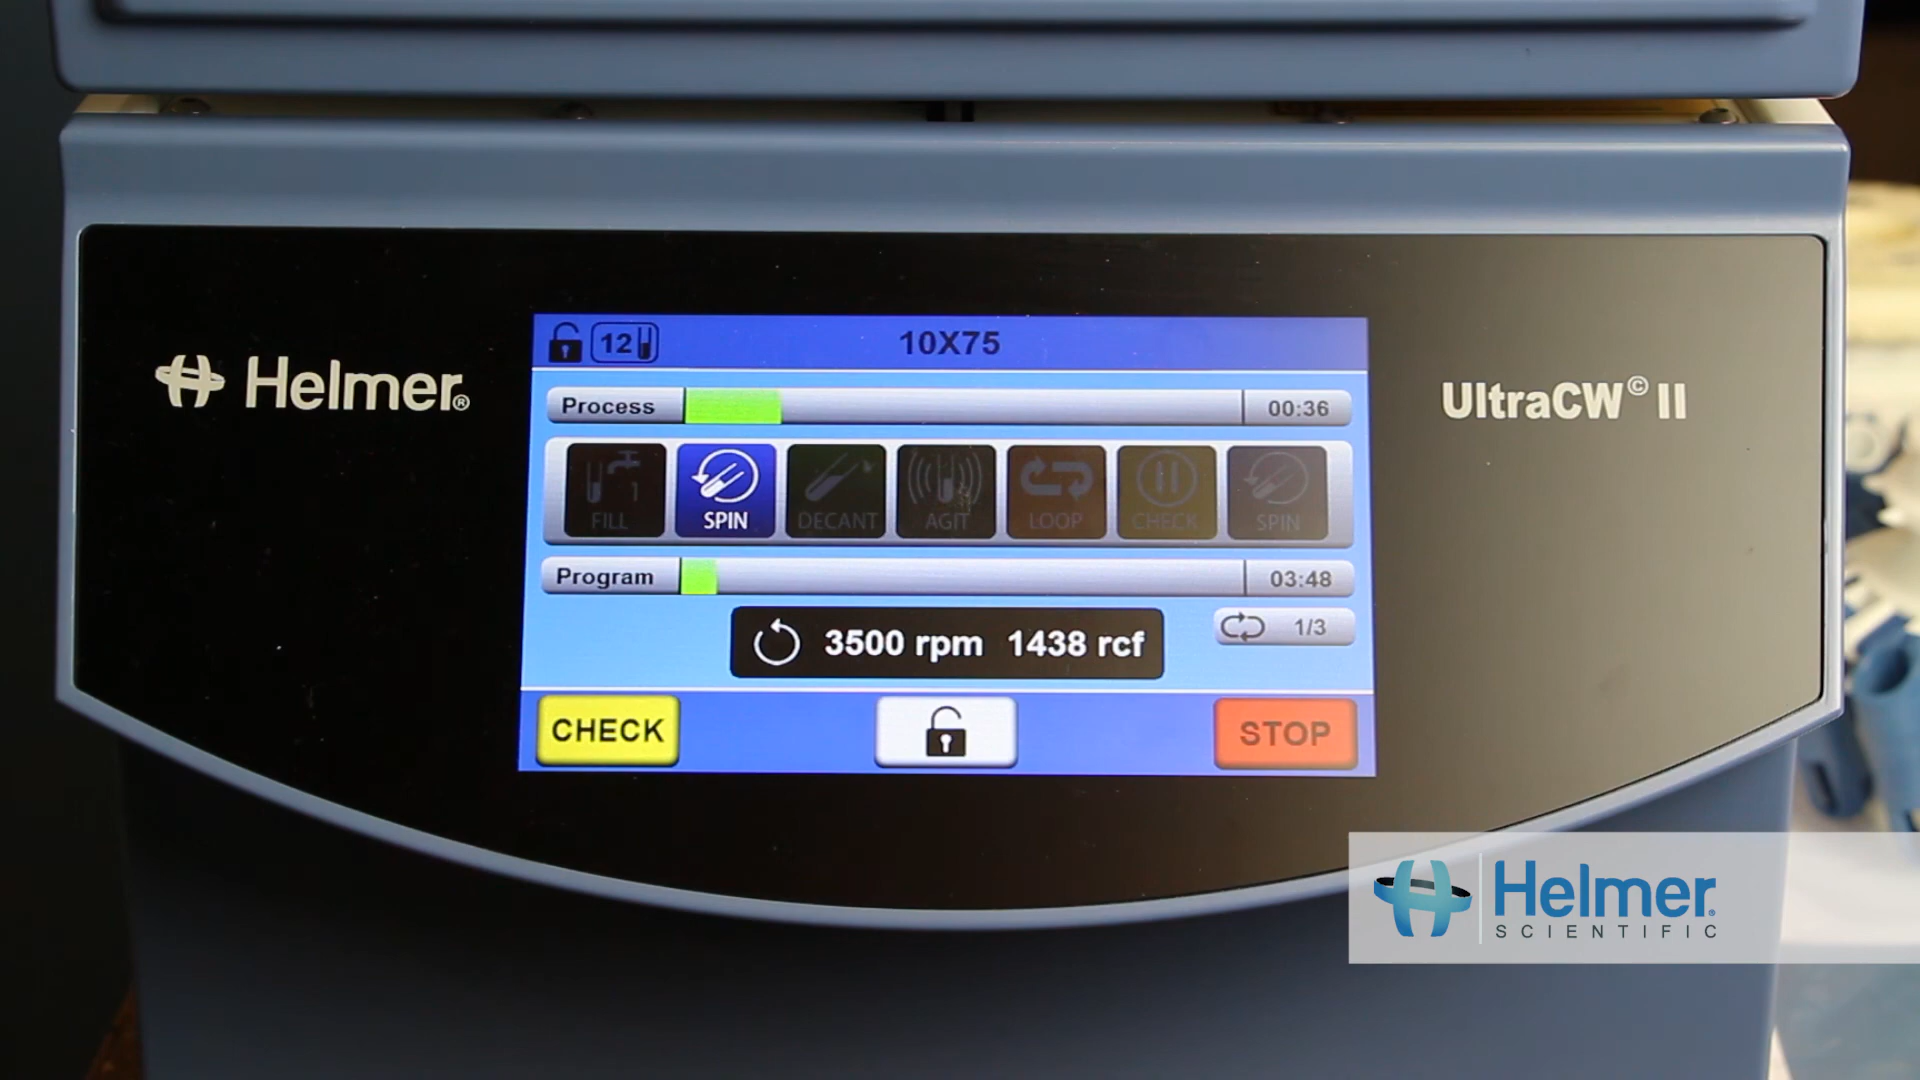 Helmer®
UltraCW© II
12
10X75
Process
00:36
FILL
1
SPIN
DECANT
AGIT
LOOP
CHECK
SPIN
Program
03:48
3500 rpm 1438 rcf
1/3
CHECK
STOP
Helmer®
SCIENTIFIC